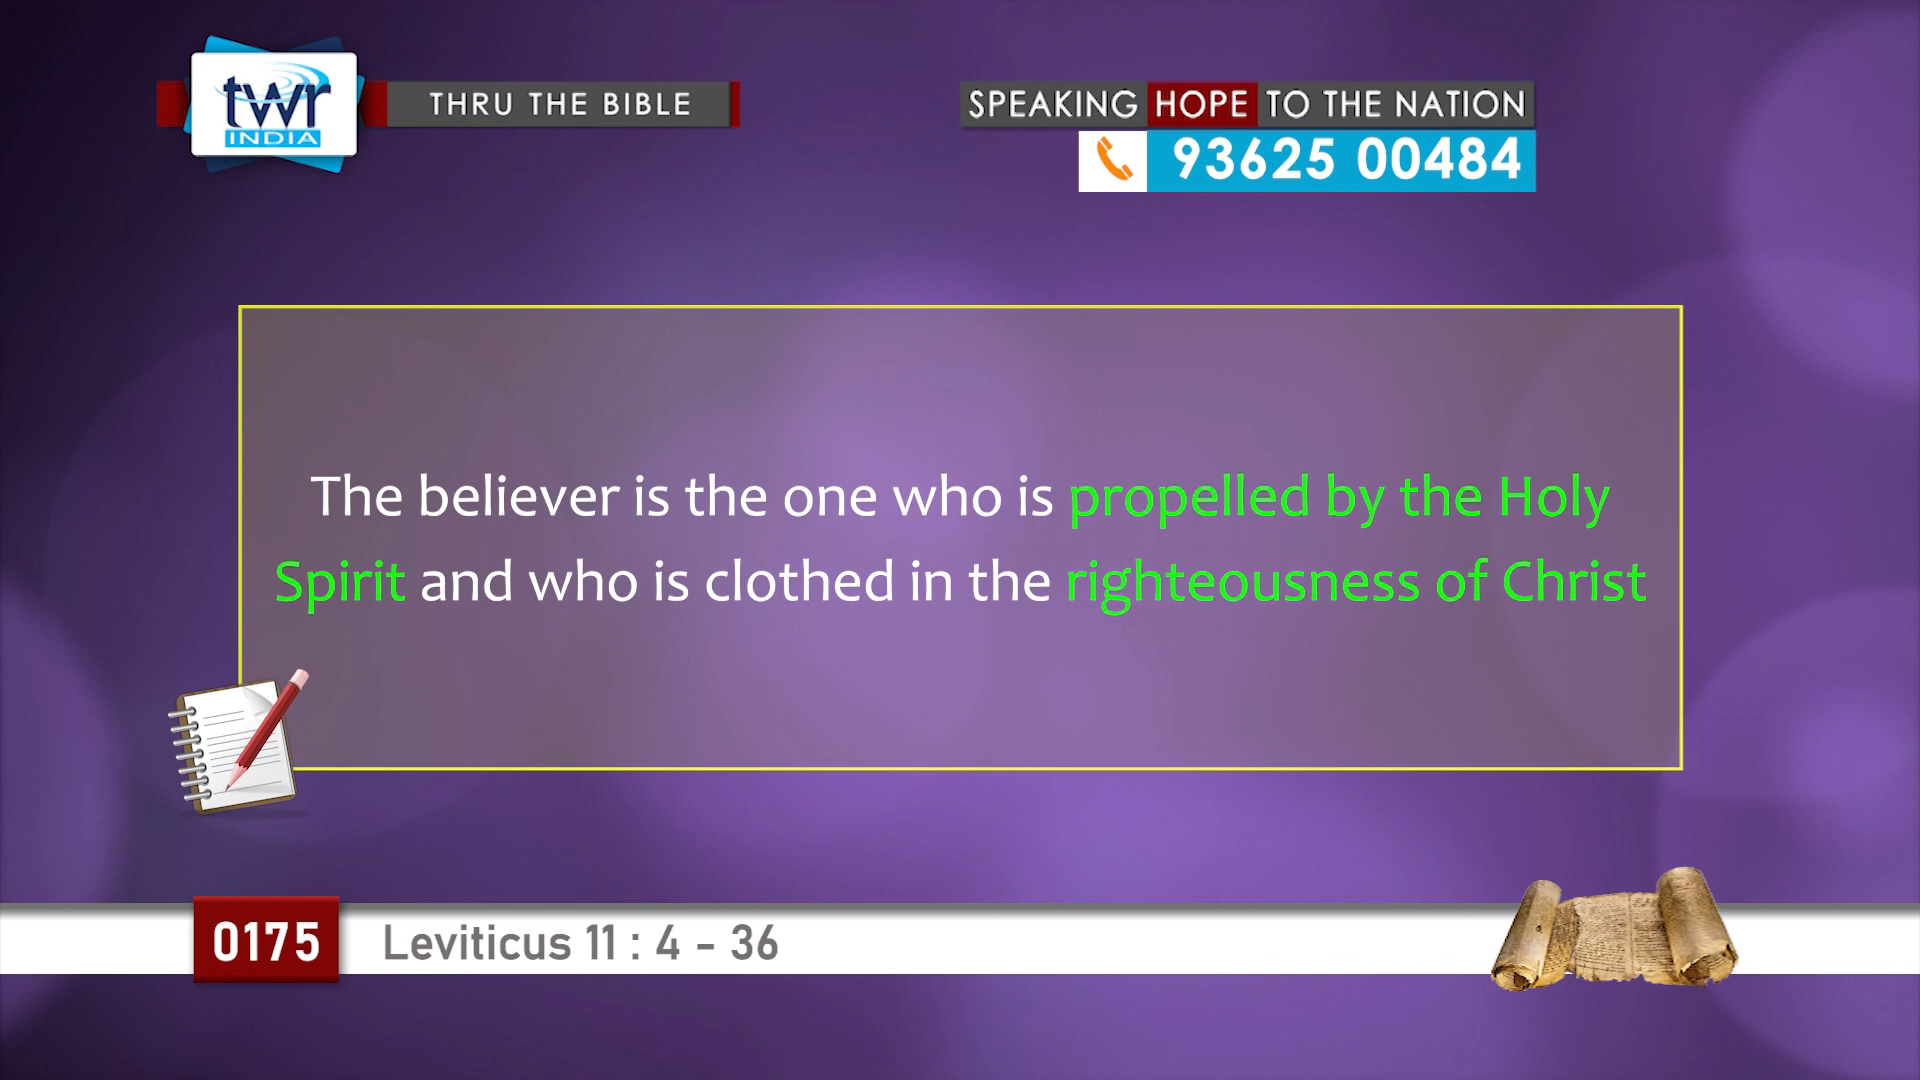 twr
INDIA
THRU THE BIBLE
SPEAKING HOPE TO THE NATION
93625 00484
The believer is the one who is propelled by the Holy
Spirit and who is clothed in the righteousness of Christ
0175
Leviticus 11 : 4 - 36